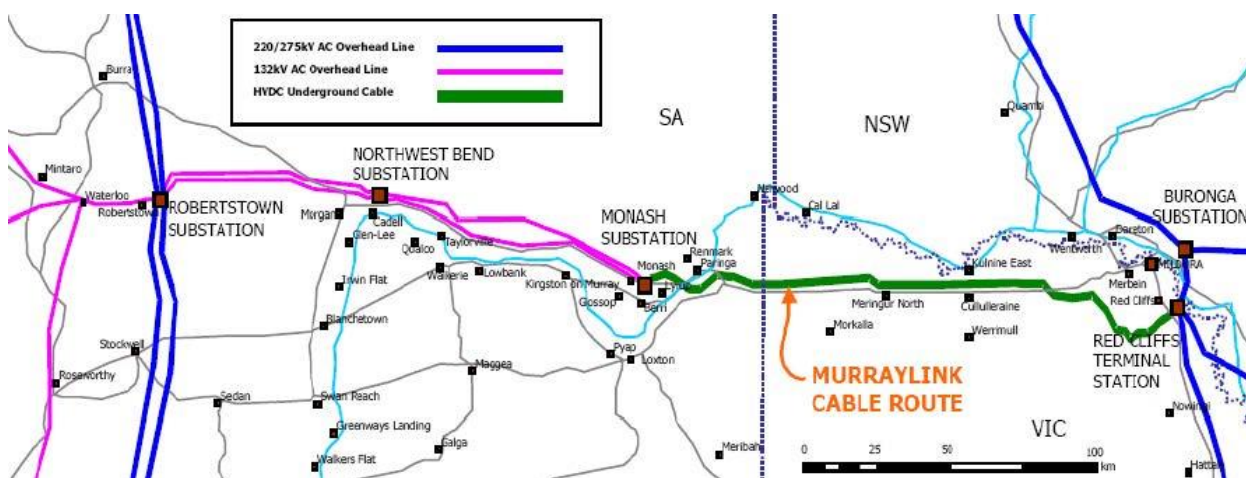 220/275kV AC Overhead Line
132kV AC Overhead Line
HVDC Underground Cable
SA
NSW
VIC
Burra
Mintaro
Waterloo
Robertstown
ROBERTSTOWN
SUBSTATION
NORTHWEST BEND
SUBSTATION
Morgan
Cadell
Glen-Lee
Qualco
Taylorville
Waikerie
Lowbank
Irwin Flat
Blanchetown
Stockwell
Roseworthy
Sedan
Swan Reach
Greenways Landing
Walkers Flat
Maggea
Galga
Kingston on Murray
MONASH
SUBSTATION
Monash
Renmark
Paringa
Lyrup
Gossop
Berri
Pyap
Loxton
Meribah
Cal Lal
Quambi
Kulnine East
Meringur North
Cullulleraine
Morkalla
Werrimull
MURRAYLINK
CABLE ROUTE
Wentworth
Dareton
BURONGA
SUBSTATION
MILDURA
Merbein
Red Cliffs
RED CLIFFS
TERMINAL
STATION
Nowingi
Hattah
0
25
50
100
km